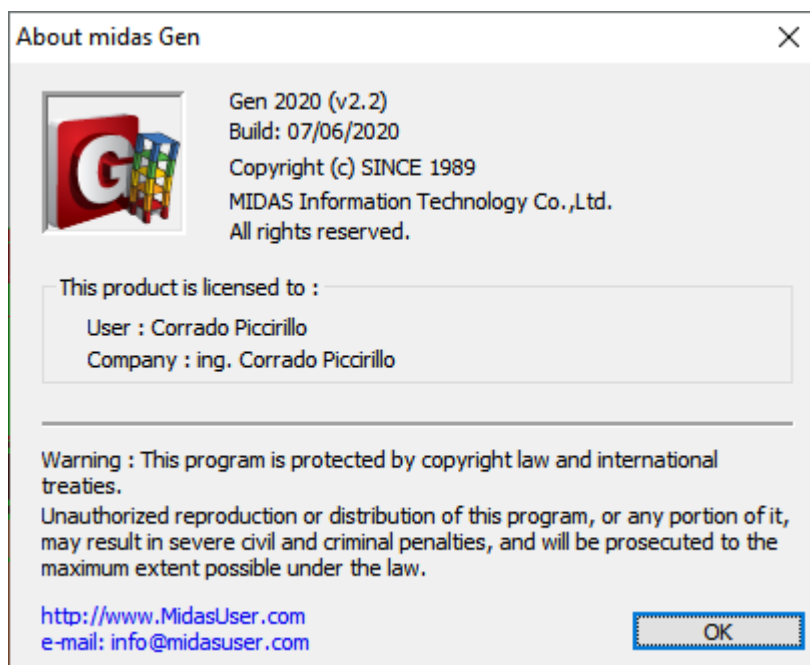 About midas Gen
G
Gen 2020 (v2.2)
Build: 07/06/2020
Copyright (c) SINCE 1989
MIDAS Information Technology Co.,Ltd.
All rights reserved.
This product is licensed to :
User : Corrado Piccirillo
Company : ing. Corrado Piccirillo
Warning : This program is protected by copyright law and international
treaties.
Unauthorized reproduction or distribution of this program, or any portion of it,
may result in severe civil and criminal penalties, and will be prosecuted to the
maximum extent possible under the law.
http://www.MidasUser.com
e-mail: info@midasuser.com
OK